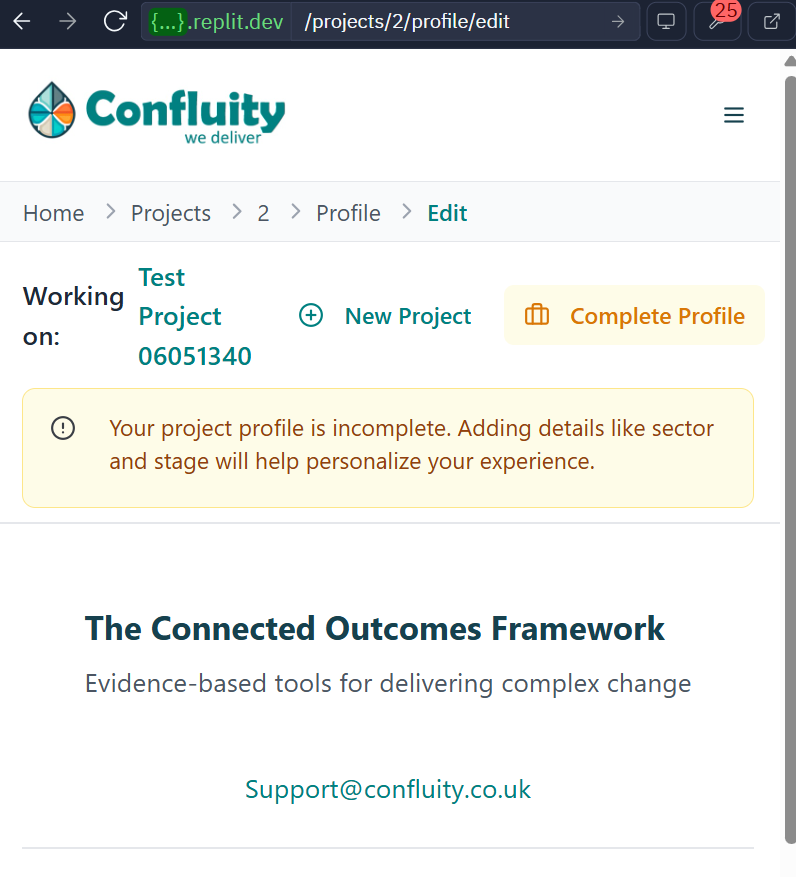 {...}.replit.dev /projects/2/profile/edit
25
Confluity
we deliver
Home Projects 2 Profile Edit
Working on:
Test Project 06051340
New Project
Complete Profile
Your project profile is incomplete. Adding details like sector
and stage will help personalize your experience.
The Connected Outcomes Framework
Evidence-based tools for delivering complex change
Support@confluity.co.uk